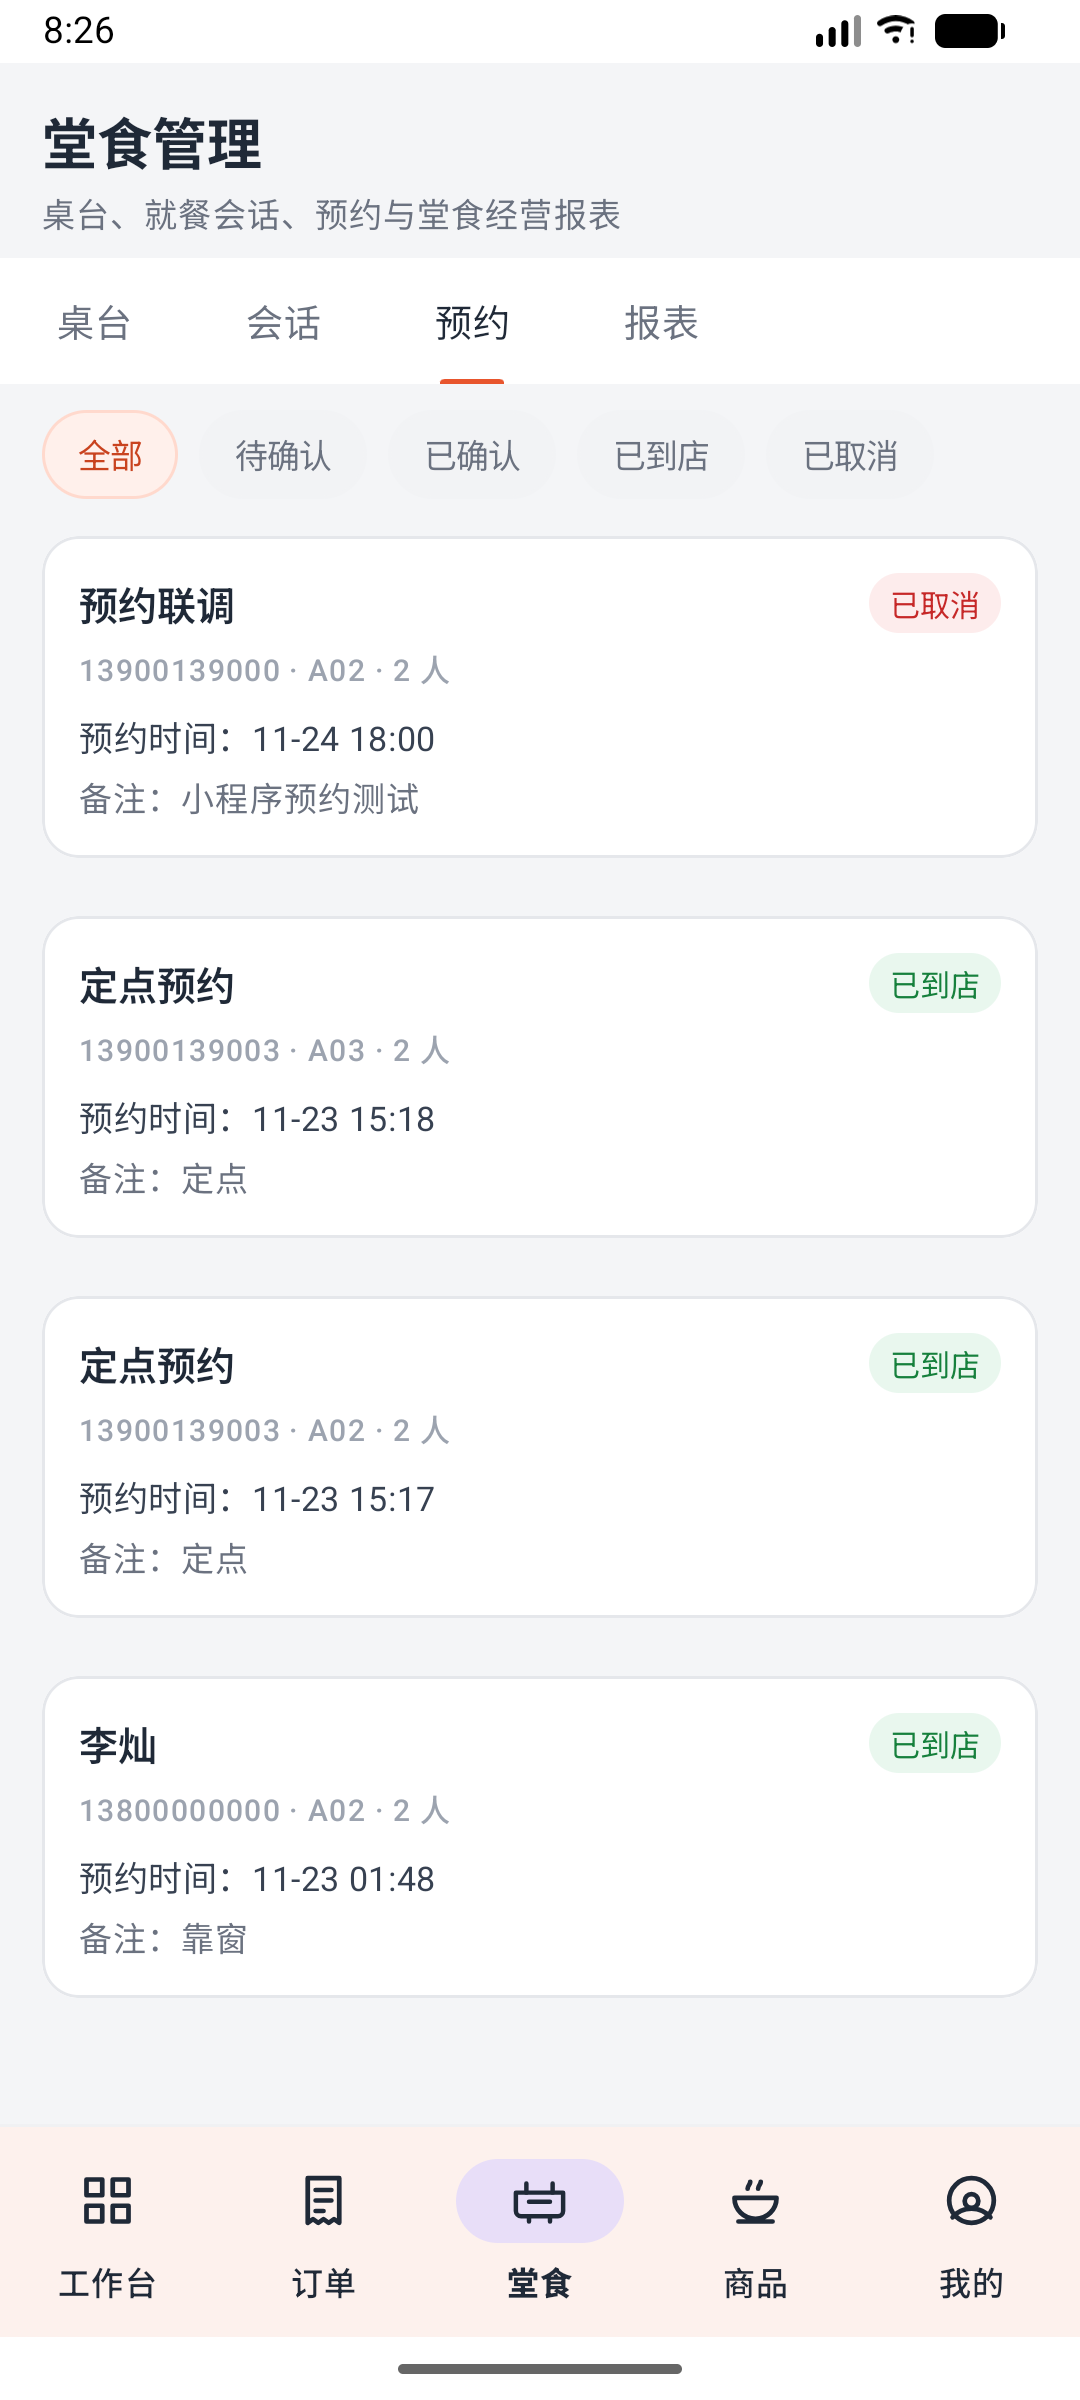 8:26
堂食管理
桌台、就餐会话、预约与堂食经营报表
桌台 会话 预约 报表
全部 待确认 已确认 已到店 已取消
预约联调 已取消
13900139000 · A02 · 2 人
预约时间：11-24 18:00
备注：小程序预约测试
定点预约 已到店
13900139003 · A03 · 2 人
预约时间：11-23 15:18
备注：定点
定点预约 已到店
13900139003 · A02 · 2 人
预约时间：11-23 15:17
备注：定点
李灿 已到店
13800000000 · A02 · 2 人
预约时间：11-23 01:48
备注：靠窗
工作台 订单 堂食 商品 我的